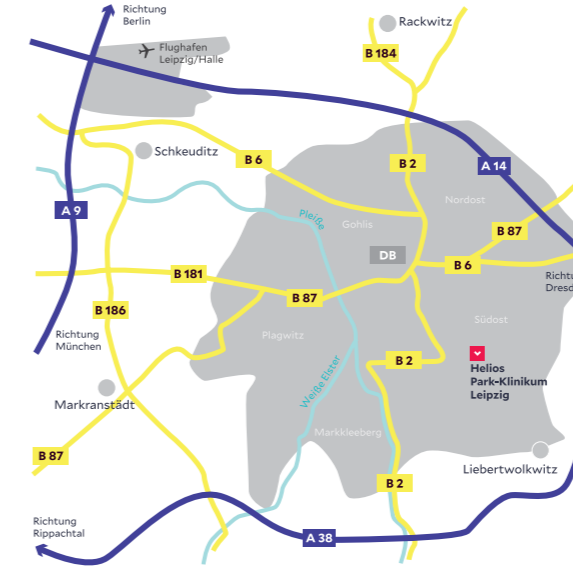 Richtung
Berlin
Rackwitz
Flughafen
Leipzig/Halle
B 184
Schkeuditz
B 6
B 2
A 14
Nordost
A 9
Pleiße
Gohlis
B 87
DB
B 6
B 181
Richtu
Dresd
B 87
B 186
Südost
Plagwitz
Richtung
München
B 2
Helios
Park-Klinikum
Leipzig
Weiße Elster
Markranstädt
Markkleeberg
B 87
Liebertwolkwitz
B 2
Richtung
Rippachtal
A 38